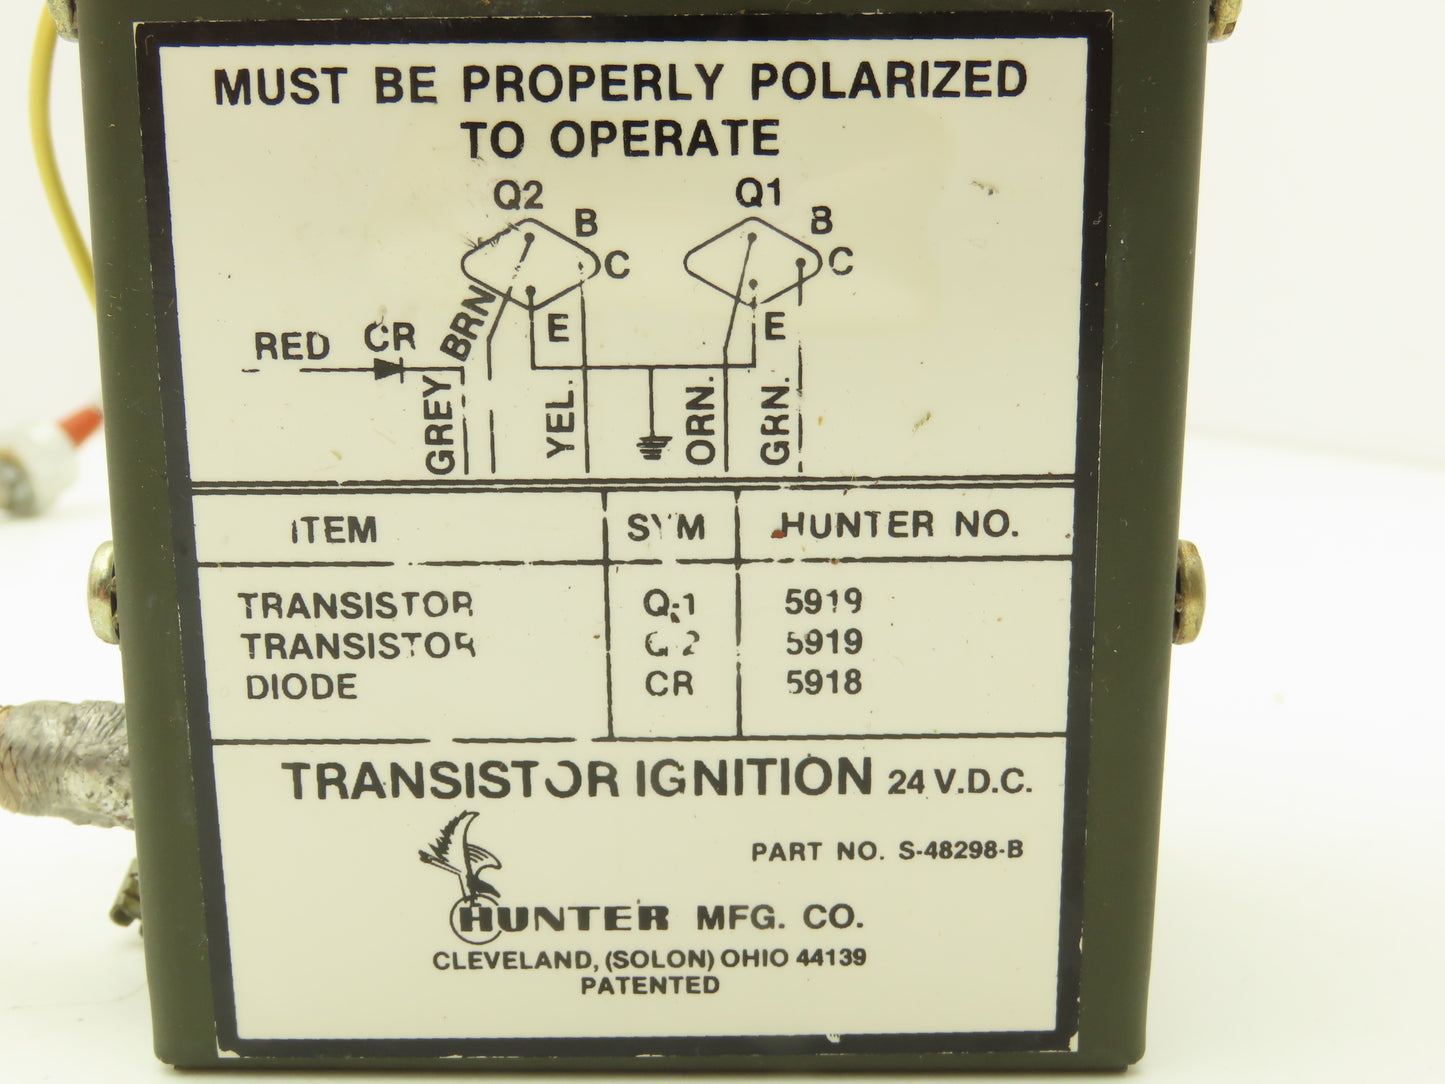 MUST BE PROPERLY POLARIZED
TO OPERATE
Q2 Q1
B B
C C
E E
RED CR BRN
GREY YEL. ORN. GRN.
ITEM SYM HUNTER NO.
TRANSISTOR Q-1 5919
TRANSISTOR Q-2 5919
DIODE CR 5918
TRANSISTOR IGNITION 24 V.D.C.
PART NO. S-48298-B
HUNTER MFG. CO.
CLEVELAND, (SOLON) OHIO 44139
PATENTED